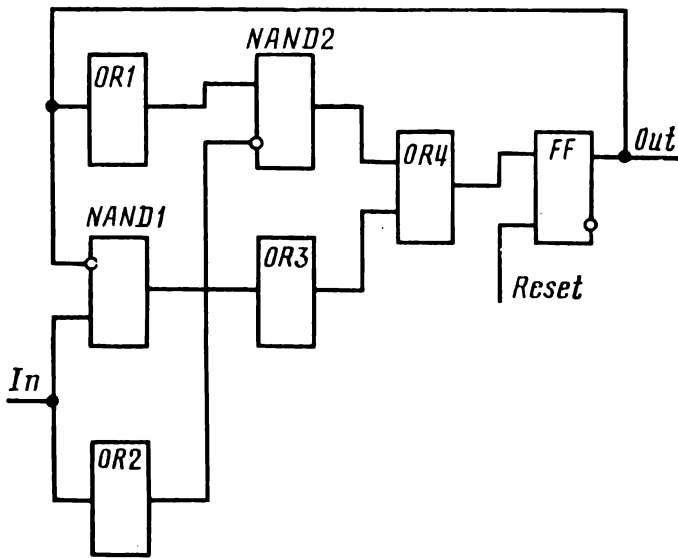 NAND2
OR1
OR4
FF
Out
NAND1
OR3
Reset
In
OR2